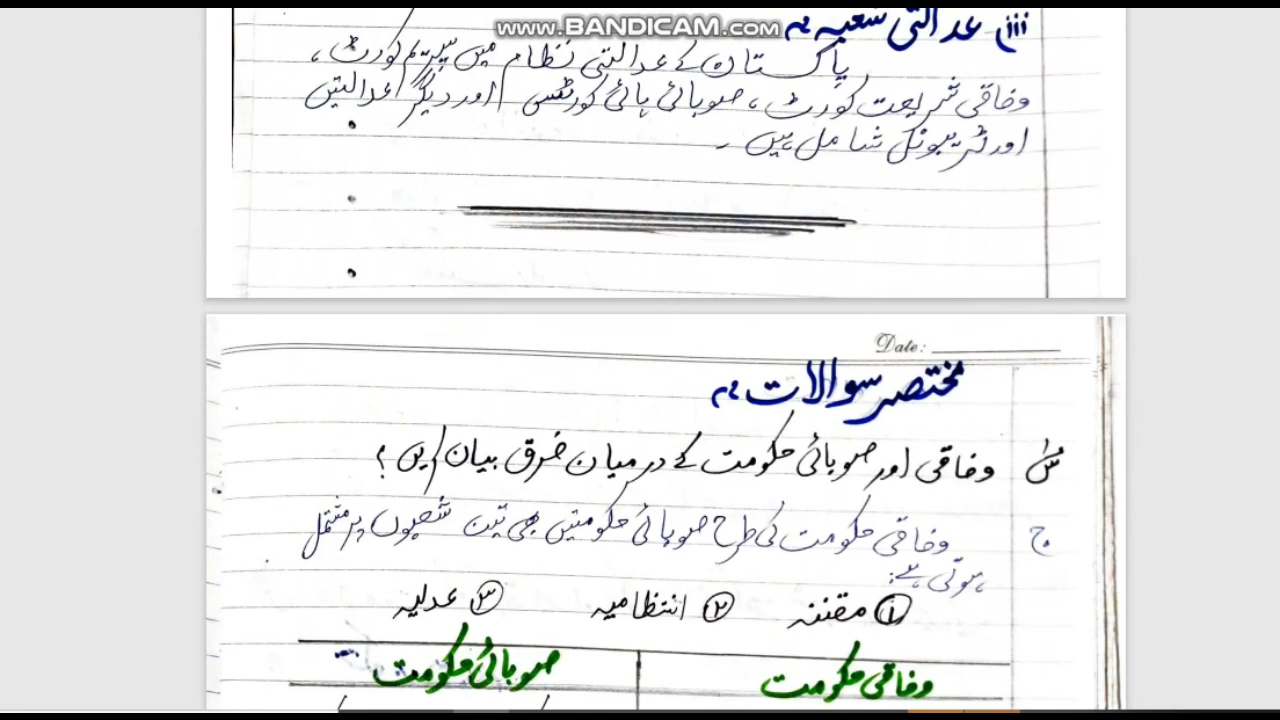 www.BANDICAM.com
iii) عدالتی شعبہ:
پاکستان کے عدالتی نظام میں سپریم کورٹ،
وفاقی شریعت کورٹ، صوبائی ہائی کورٹس اور دیگر عدالتیں
اور ٹریبونل شامل ہیں۔
Date:
مختصر سوالات:
س وفاقی اور صوبائی حکومت کے درمیان فرق بیان کریں؟
ج وفاقی حکومت کی طرح صوبائی حکومتیں بھی تین شعبوں پر مشتمل
ہوتی ہے:
① مقننہ ② انتظامیہ ③ عدلیہ
وفاقی حکومت صوبائی حکومت